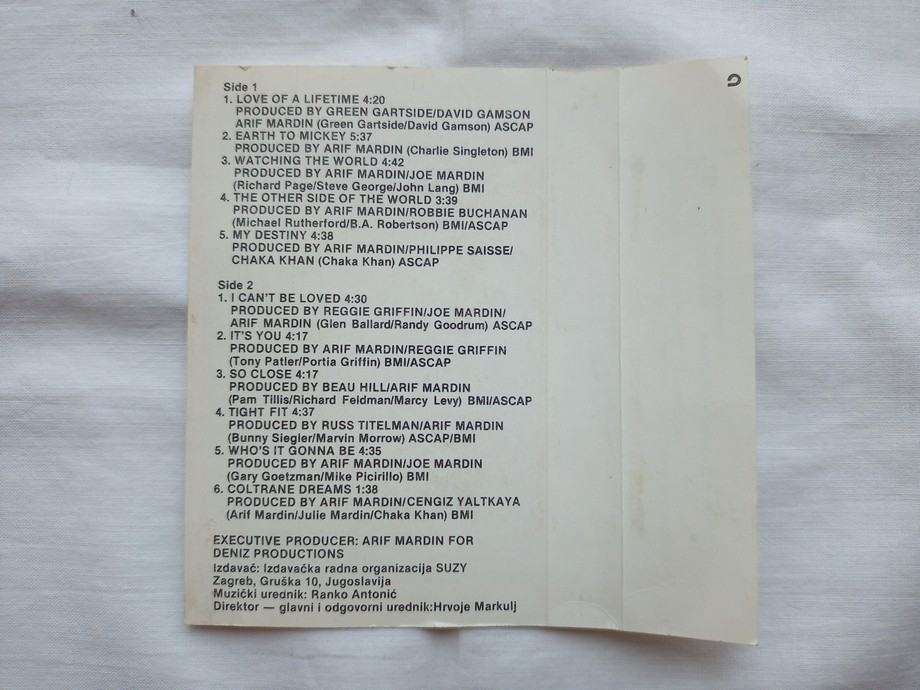 Side 1
1. LOVE OF A LIFETIME 4:20
PRODUCED BY GREEN GARTSIDE/DAVID GAMSON
ARIF MARDIN (Green Gartside/David Gamson) ASCAP
2. EARTH TO MICKEY 5:37
PRODUCED BY ARIF MARDIN (Charlie Singleton) BMI
3. WATCHING THE WORLD 4:42
PRODUCED BY ARIF MARDIN/JOE MARDIN
(Richard Page/Steve George/John Lang) BMI
4. THE OTHER SIDE OF THE WORLD 3:39
PRODUCED BY ARIF MARDIN/ROBBIE BUCHANAN
(Michael Rutherford/B.A. Robertson) BMI/ASCAP
5. MY DESTINY 4:38
PRODUCED BY ARIF MARDIN/PHILIPPE SAISSE/
CHAKA KHAN (Chaka Khan) ASCAP
Side 2
1. I CAN'T BE LOVED 4:30
PRODUCED BY REGGIE GRIFFIN/JOE MARDIN/
ARIF MARDIN (Glen Ballard/Randy Goodrum) ASCAP
2. IT'S YOU 4:17
PRODUCED BY ARIF MARDIN/REGGIE GRIFFIN
(Tony Patler/Portia Griffin) BMI/ASCAP
3. SO CLOSE 4:17
PRODUCED BY BEAU HILL/ARIF MARDIN
(Pam Tillis/Richard Feldman/Marcy Levy) BMI/ASCAP
4. TIGHT FIT 4:37
PRODUCED BY RUSS TITELMAN/ARIF MARDIN
(Bunny Siegler/Marvin Morrow) ASCAP/BMI
5. WHO'S IT GONNA BE 4:35
PRODUCED BY ARIF MARDIN/JOE MARDIN
(Gary Goetzman/Mike Picirillo) BMI
6. COLTRANE DREAMS 1:38
PRODUCED BY ARIF MARDIN/CENGIZ YALTKAYA
(Arif Mardin/Julie Mardin/Chaka Khan) BMI
EXECUTIVE PRODUCER: ARIF MARDIN FOR
DENIZ PRODUCTIONS
Izdavač: Izdavačka radna organizacija SUZY
Zagreb, Gruška 10, Jugoslavija
Muzički urednik: Ranko Antonić
Direktor — glavni i odgovorni urednik:Hrvoje Markulj